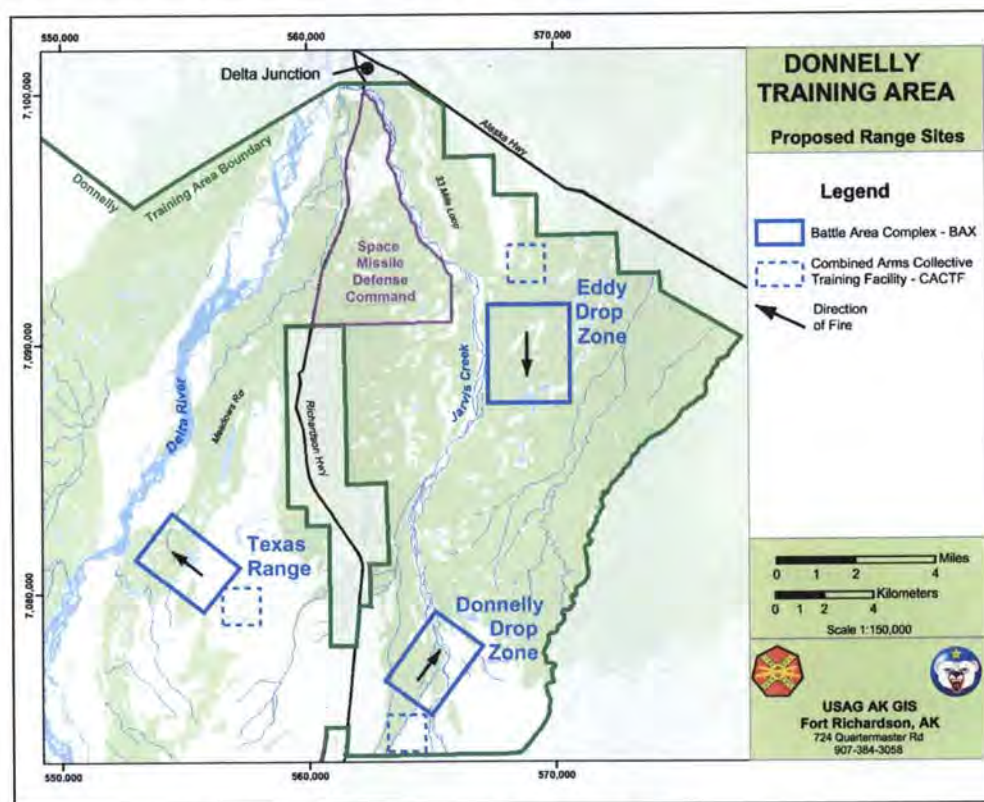 550,000
560,000
570,000
7,100,000
7,090,000
7,080,000
Delta Junction
Alaska Hwy
Donnelly
Training Area Boundary
33 Mile Loop
Space
Missile
Defense
Command
Eddy
Drop
Zone
Jarvis Creek
Delta River
Meadows Rd
Richardson Hwy
Texas
Range
Donnelly
Drop
Zone
550,000
560,000
570,000
DONNELLY
TRAINING AREA
Proposed Range Sites
Legend
Battle Area Complex - BAX
Combined Arms Collective
Training Facility - CACTF
Direction
of Fire
Miles
0 1 2 4
Kilometers
0 1 2 4
Scale 1:150,000
USAG AK GIS
Fort Richardson, AK
724 Quartermaster Rd
907-384-3058